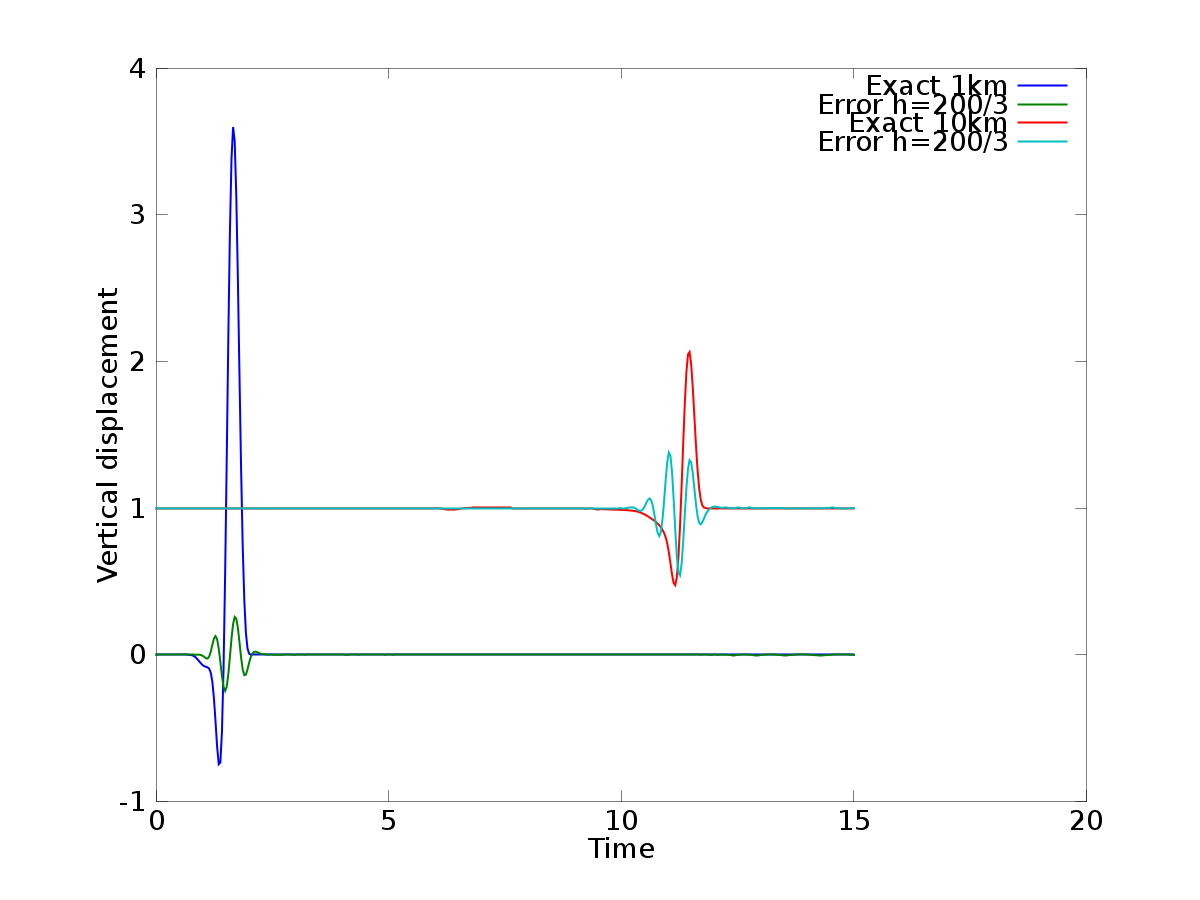 4
3
2
1
0
-1
Vertical displacement
Exact 1km
Error h=200/3
Exact 10km
Error h=200/3
0 5 10 15 20
Time